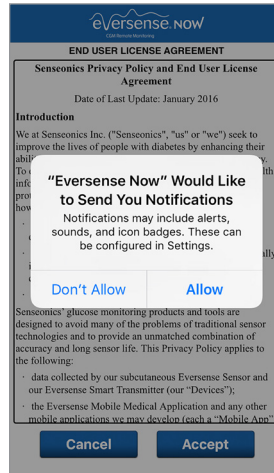 eversense. NOW
CGM Remote Monitoring
END USER LICENSE AGREEMENT
Senseonics Privacy Policy and End User License
Agreement
Date of Last Update: January 2016
Introduction
We at Senseonics Inc. ("Senseonics", "us" or "we") seek to
improve the lives of people with diabetes by enhancing their
“Eversense Now” Would Like
to Send You Notifications
Notifications may include alerts,
sounds, and icon badges. These can
be configured in Settings.
Don't Allow
Allow
Senseonics' glucose monitoring products and tools are
designed to avoid many of the problems of traditional sensor
technologies and to provide an unmatched combination of
accuracy and long sensor life. This Privacy Policy applies to
the following:
· data collected by our subcutaneous Eversense Sensor and
our Eversense Smart Transmitter (our “Devices”);
· the Eversense Mobile Medical Application and any other
mobile applications we may develop (each a “Mobile App”
Cancel
Accept